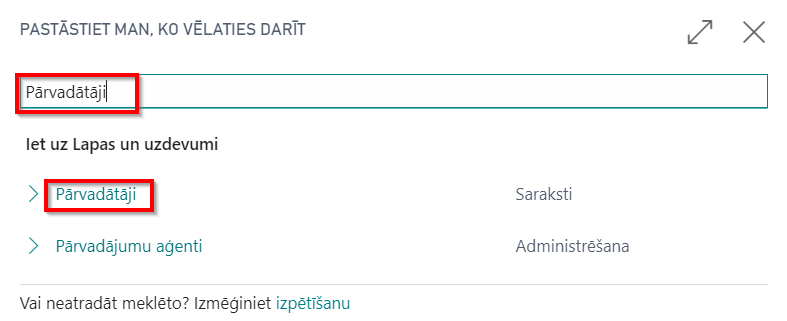 PASTĀSTIET MAN, KO VĒLATIES DARĪT
Pārvadātāji
Iet uz Lapas un uzdevumi
Pārvadātāji Saraksti
Pārvadājumu aģenti Administrēšana
Vai neatradāt meklēto? Izmēģiniet izpētīšanu